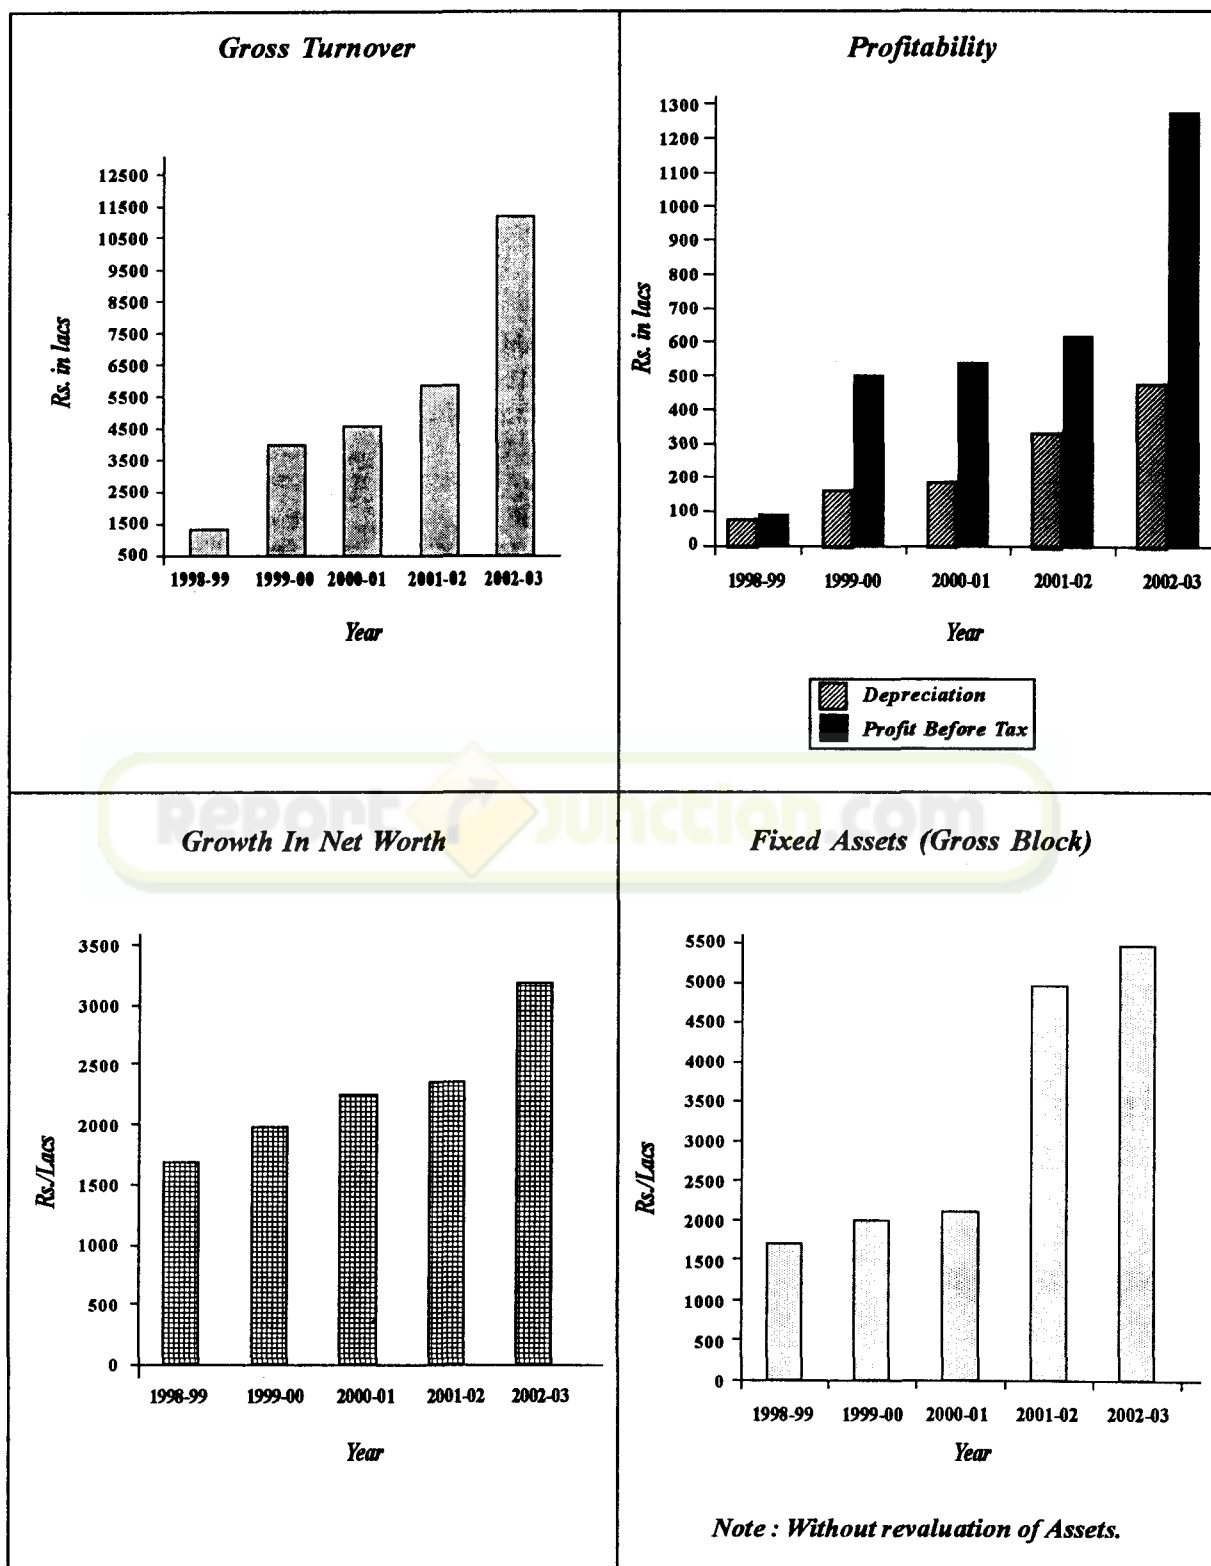 Gross Turnover
12500
11500
10500
9500
8500
7500
6500
5500
4500
3500
2500
1500
500
Rs. in lacs
1998-99 1999-00 2000-01 2001-02 2002-03
Year
Profitability
1300
1200
1100
1000
900
800
700
600
500
400
300
200
100
0
Rs. in lacs
1998-99 1999-00 2000-01 2001-02 2002-03
Year
Depreciation
Profit Before Tax
Report Junction.com
Growth In Net Worth
3500
3000
2500
2000
1500
1000
500
0
Rs./Lacs
1998-99 1999-00 2000-01 2001-02 2002-03
Year
Fixed Assets (Gross Block)
5500
5000
4500
4000
3500
3000
2500
2000
1500
1000
500
0
Rs./Lacs
1998-99 1999-00 2000-01 2001-02 2002-03
Year
Note : Without revaluation of Assets.